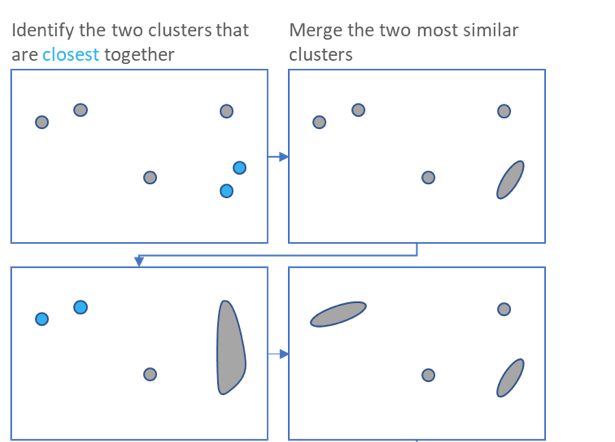 Identify the two clusters that
are closest together
Merge the two most similar
clusters